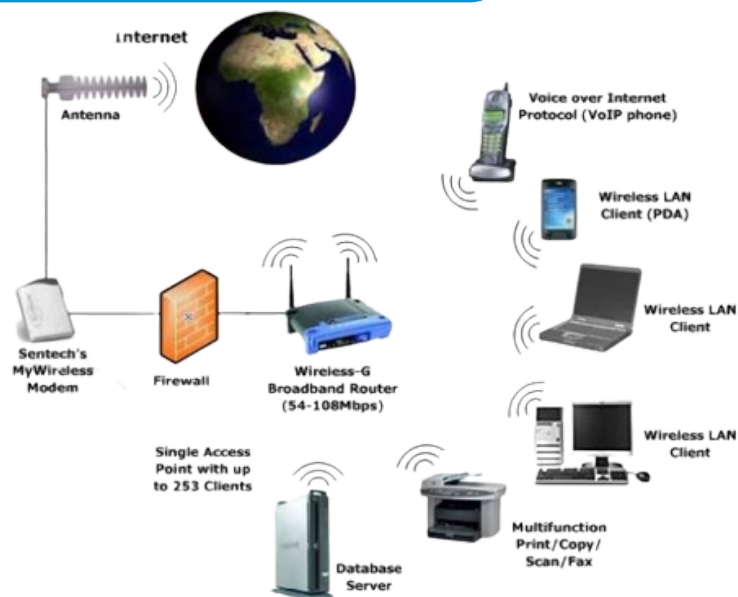 Internet
Antenna
Voice over Internet
Protocol (VoIP phone)
Wireless LAN
Client (PDA)
Wireless LAN
Client
Sentech's
MyWireless
Modem
Firewall
Wireless-G
Broadband Router
(54-108Mbps)
Wireless LAN
Client
Single Access
Point with up
to 253 Clients
Multifunction
Print/Copy/
Scan/Fax
Database
Server